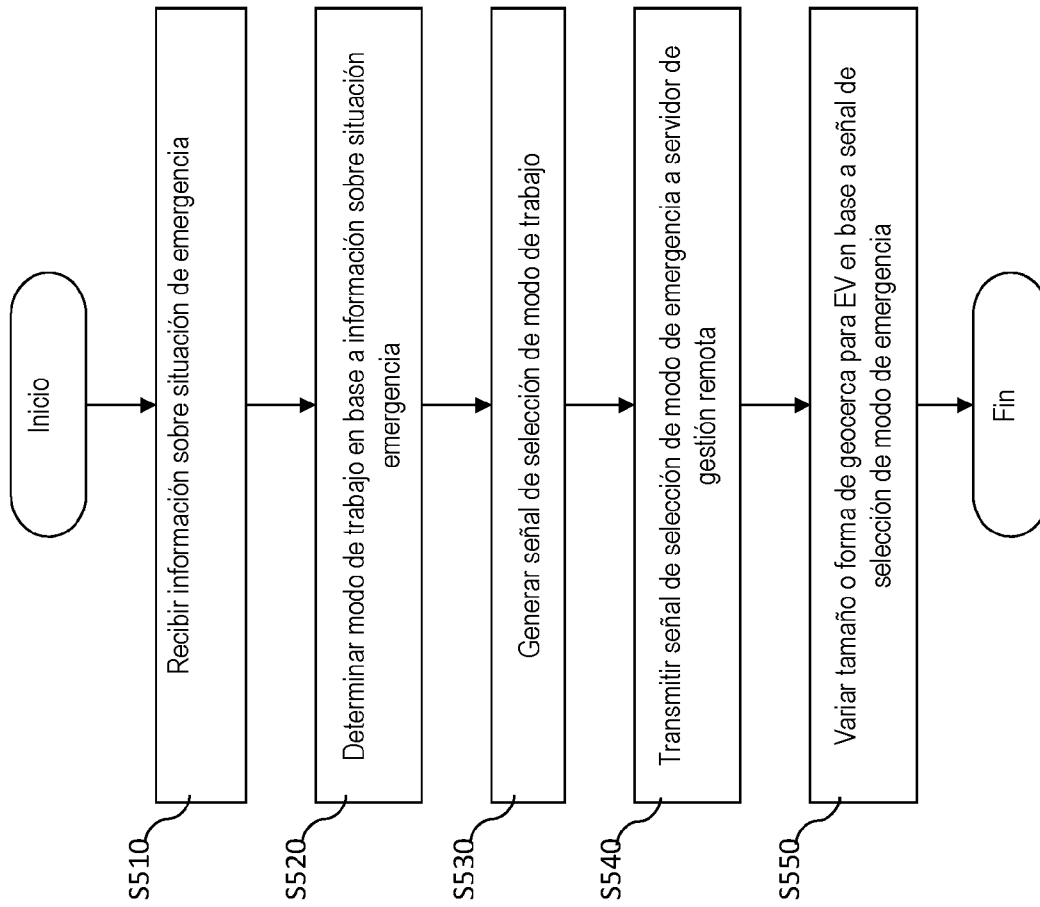 Inicio
S510
Recibir información sobre situación de emergencia
S520
Determinar modo de trabajo en base a información sobre situación
emergencia
S530
Generar señal de selección de modo de trabajo
S540
Transmitir señal de selección de modo de emergencia a servidor de
gestión remota
S550
Variar tamaño o forma de geocerca para EV en base a señal de
selección de modo de emergencia
Fin